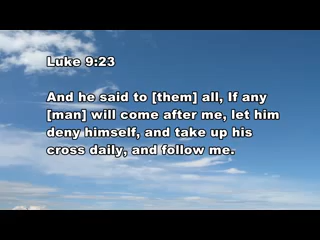 Luke 9:23
And he said to [them] all, If any
[man] will come after me, let him
deny himself, and take up his
cross daily, and follow me.